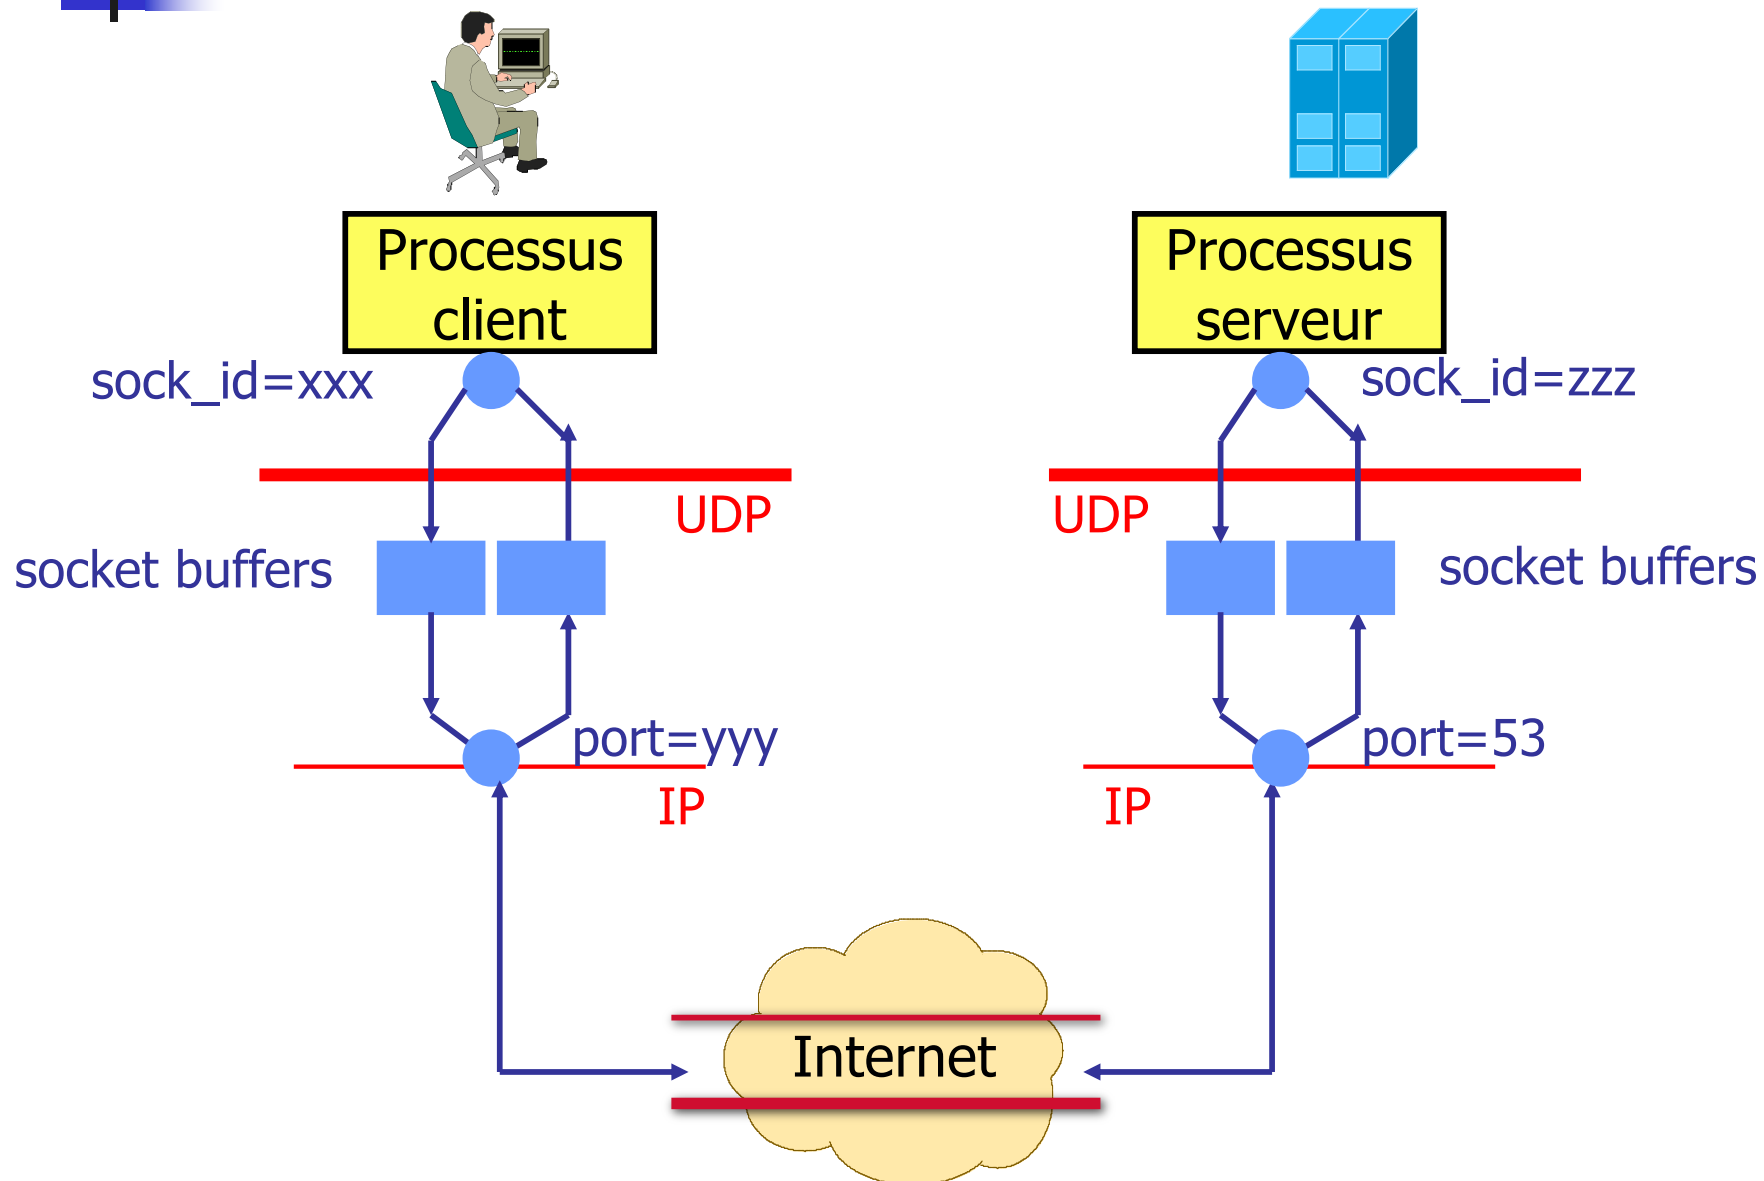 Processus
client
Processus
serveur
sock_id=xxx
sock_id=zzz
UDP
UDP
socket buffers
socket buffers
port=yyy
port=53
IP
IP
Internet